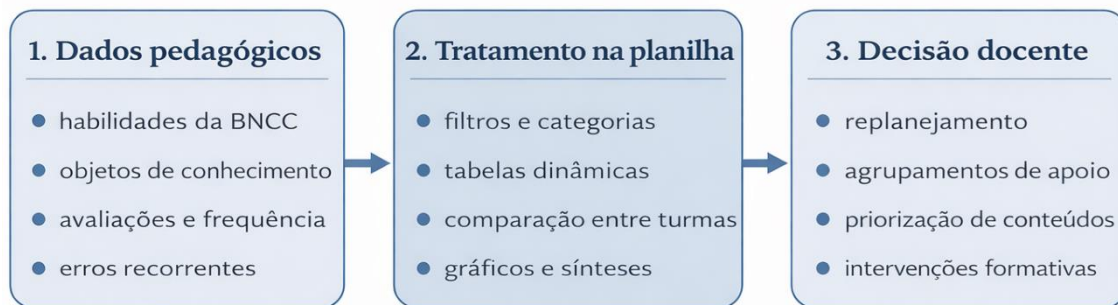 1. Dados pedagógicos
habilidades da BNCC
objetos de conhecimento
avaliações e frequência
erros recorrentes
2. Tratamento na planilha
filtros e categorias
tabelas dinâmicas
comparação entre turmas
gráficos e sínteses
3. Decisão docente
replanejamento
agrupamentos de apoio
priorização de conteúdos
intervenções formativas